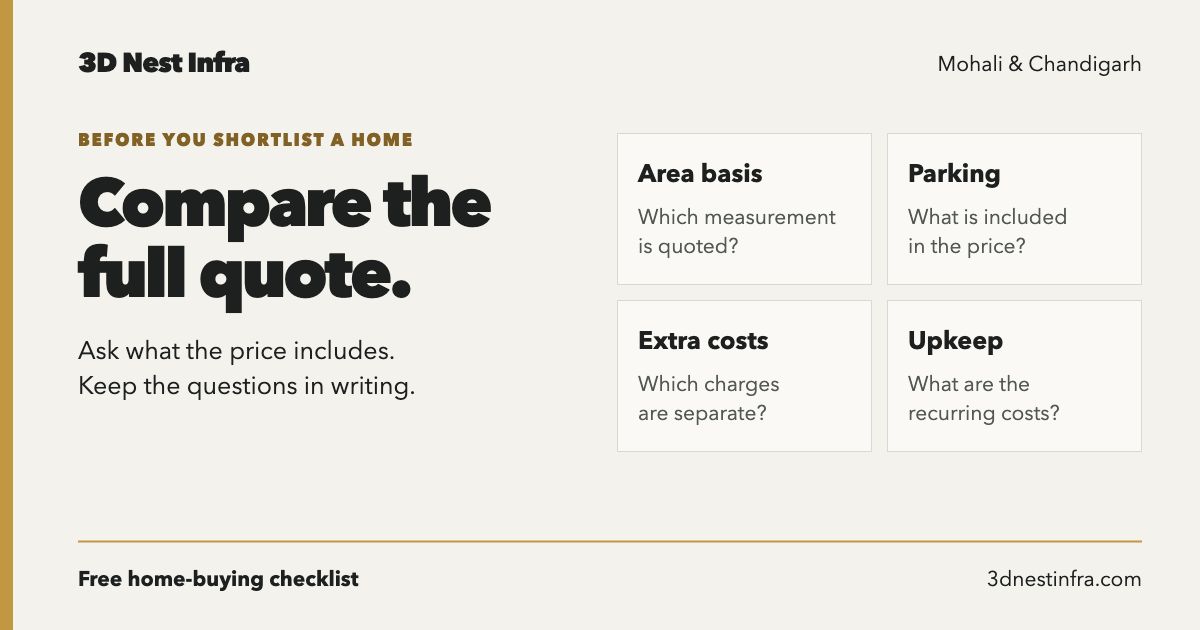 3D Nest Infra
Mohali & Chandigarh
BEFORE YOU SHORTLIST A HOME
Compare the
full quote.
Ask what the price includes.
Keep the questions in writing.
Area basis
Which measurement
is quoted?
Parking
What is included
in the price?
Extra costs
Which charges
are separate?
Upkeep
What are the
recurring costs?
Free home-buying checklist
3dnestinfra.com